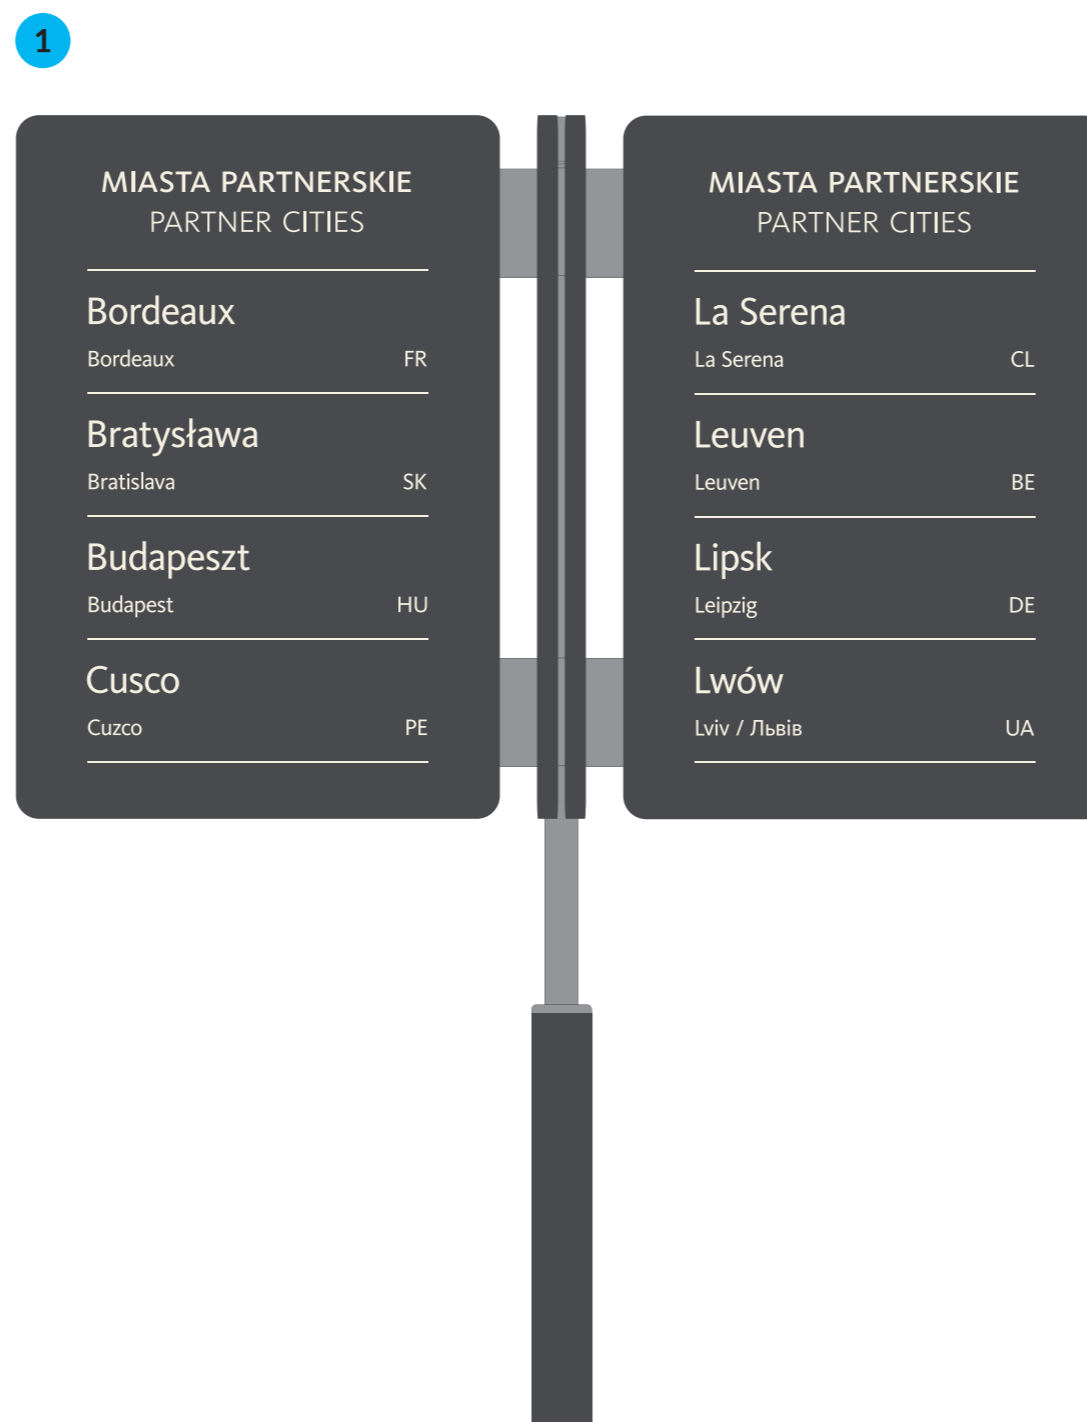 1
MIASTA PARTNERSKIE
PARTNER CITIES
Bordeaux
Bordeaux FR
Bratysława
Bratislava SK
Budapeszt
Budapest HU
Cusco
Cuzco PE
MIASTA PARTNERSKIE
PARTNER CITIES
La Serena
La Serena CL
Leuven
Leuven BE
Lipsk
Leipzig DE
Lwów
Lviv / Львів UA